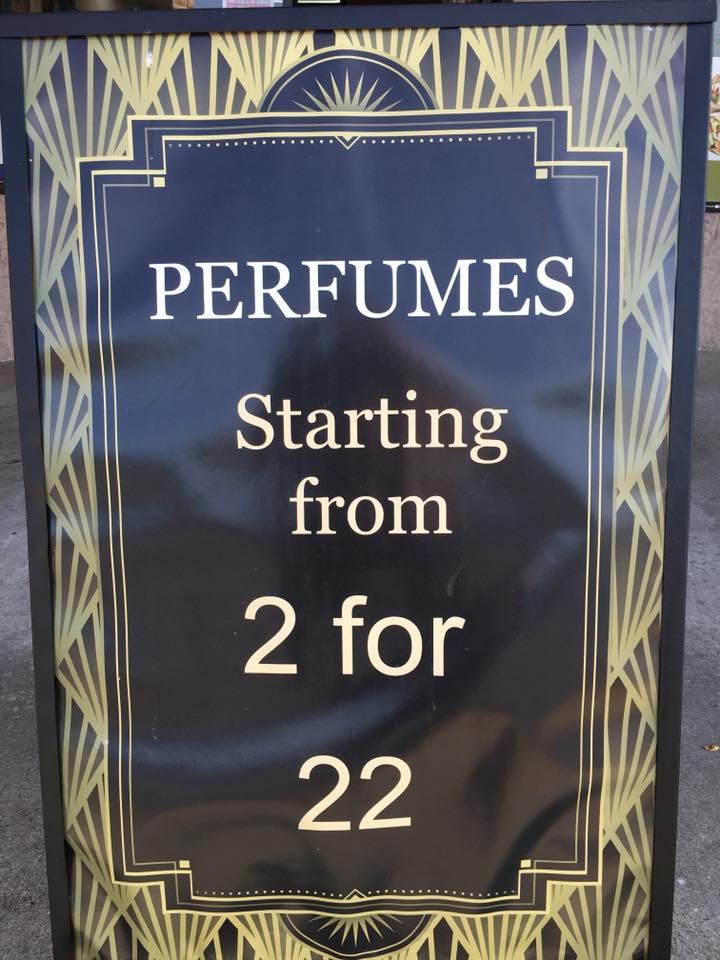 PERFUMES
Starting
from
2 for
22